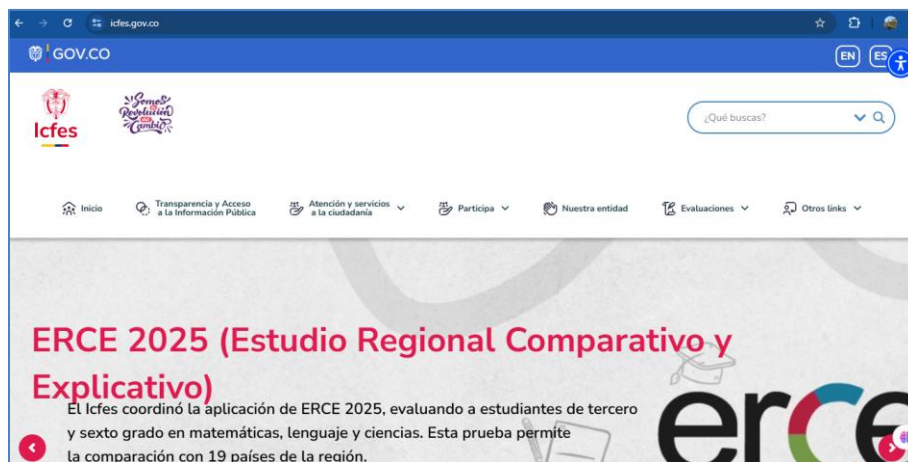 icfes.gov.co
GOV.CO
EN ES
Icfes
Somos la
Revolución
del
Cambio
¿Qué buscas?
Inicio
Transparencia y Acceso
a la Información Pública
Atención y servicios
a la ciudadanía
Participa
Nuestra entidad
Evaluaciones
Otros links
ERCE 2025 (Estudio Regional Comparativo y
Explicativo)
El Icfes coordinó la aplicación de ERCE 2025, evaluando a estudiantes de tercero
y sexto grado en matemáticas, lenguaje y ciencias. Esta prueba permite
la comparación con 19 países de la región.
erce